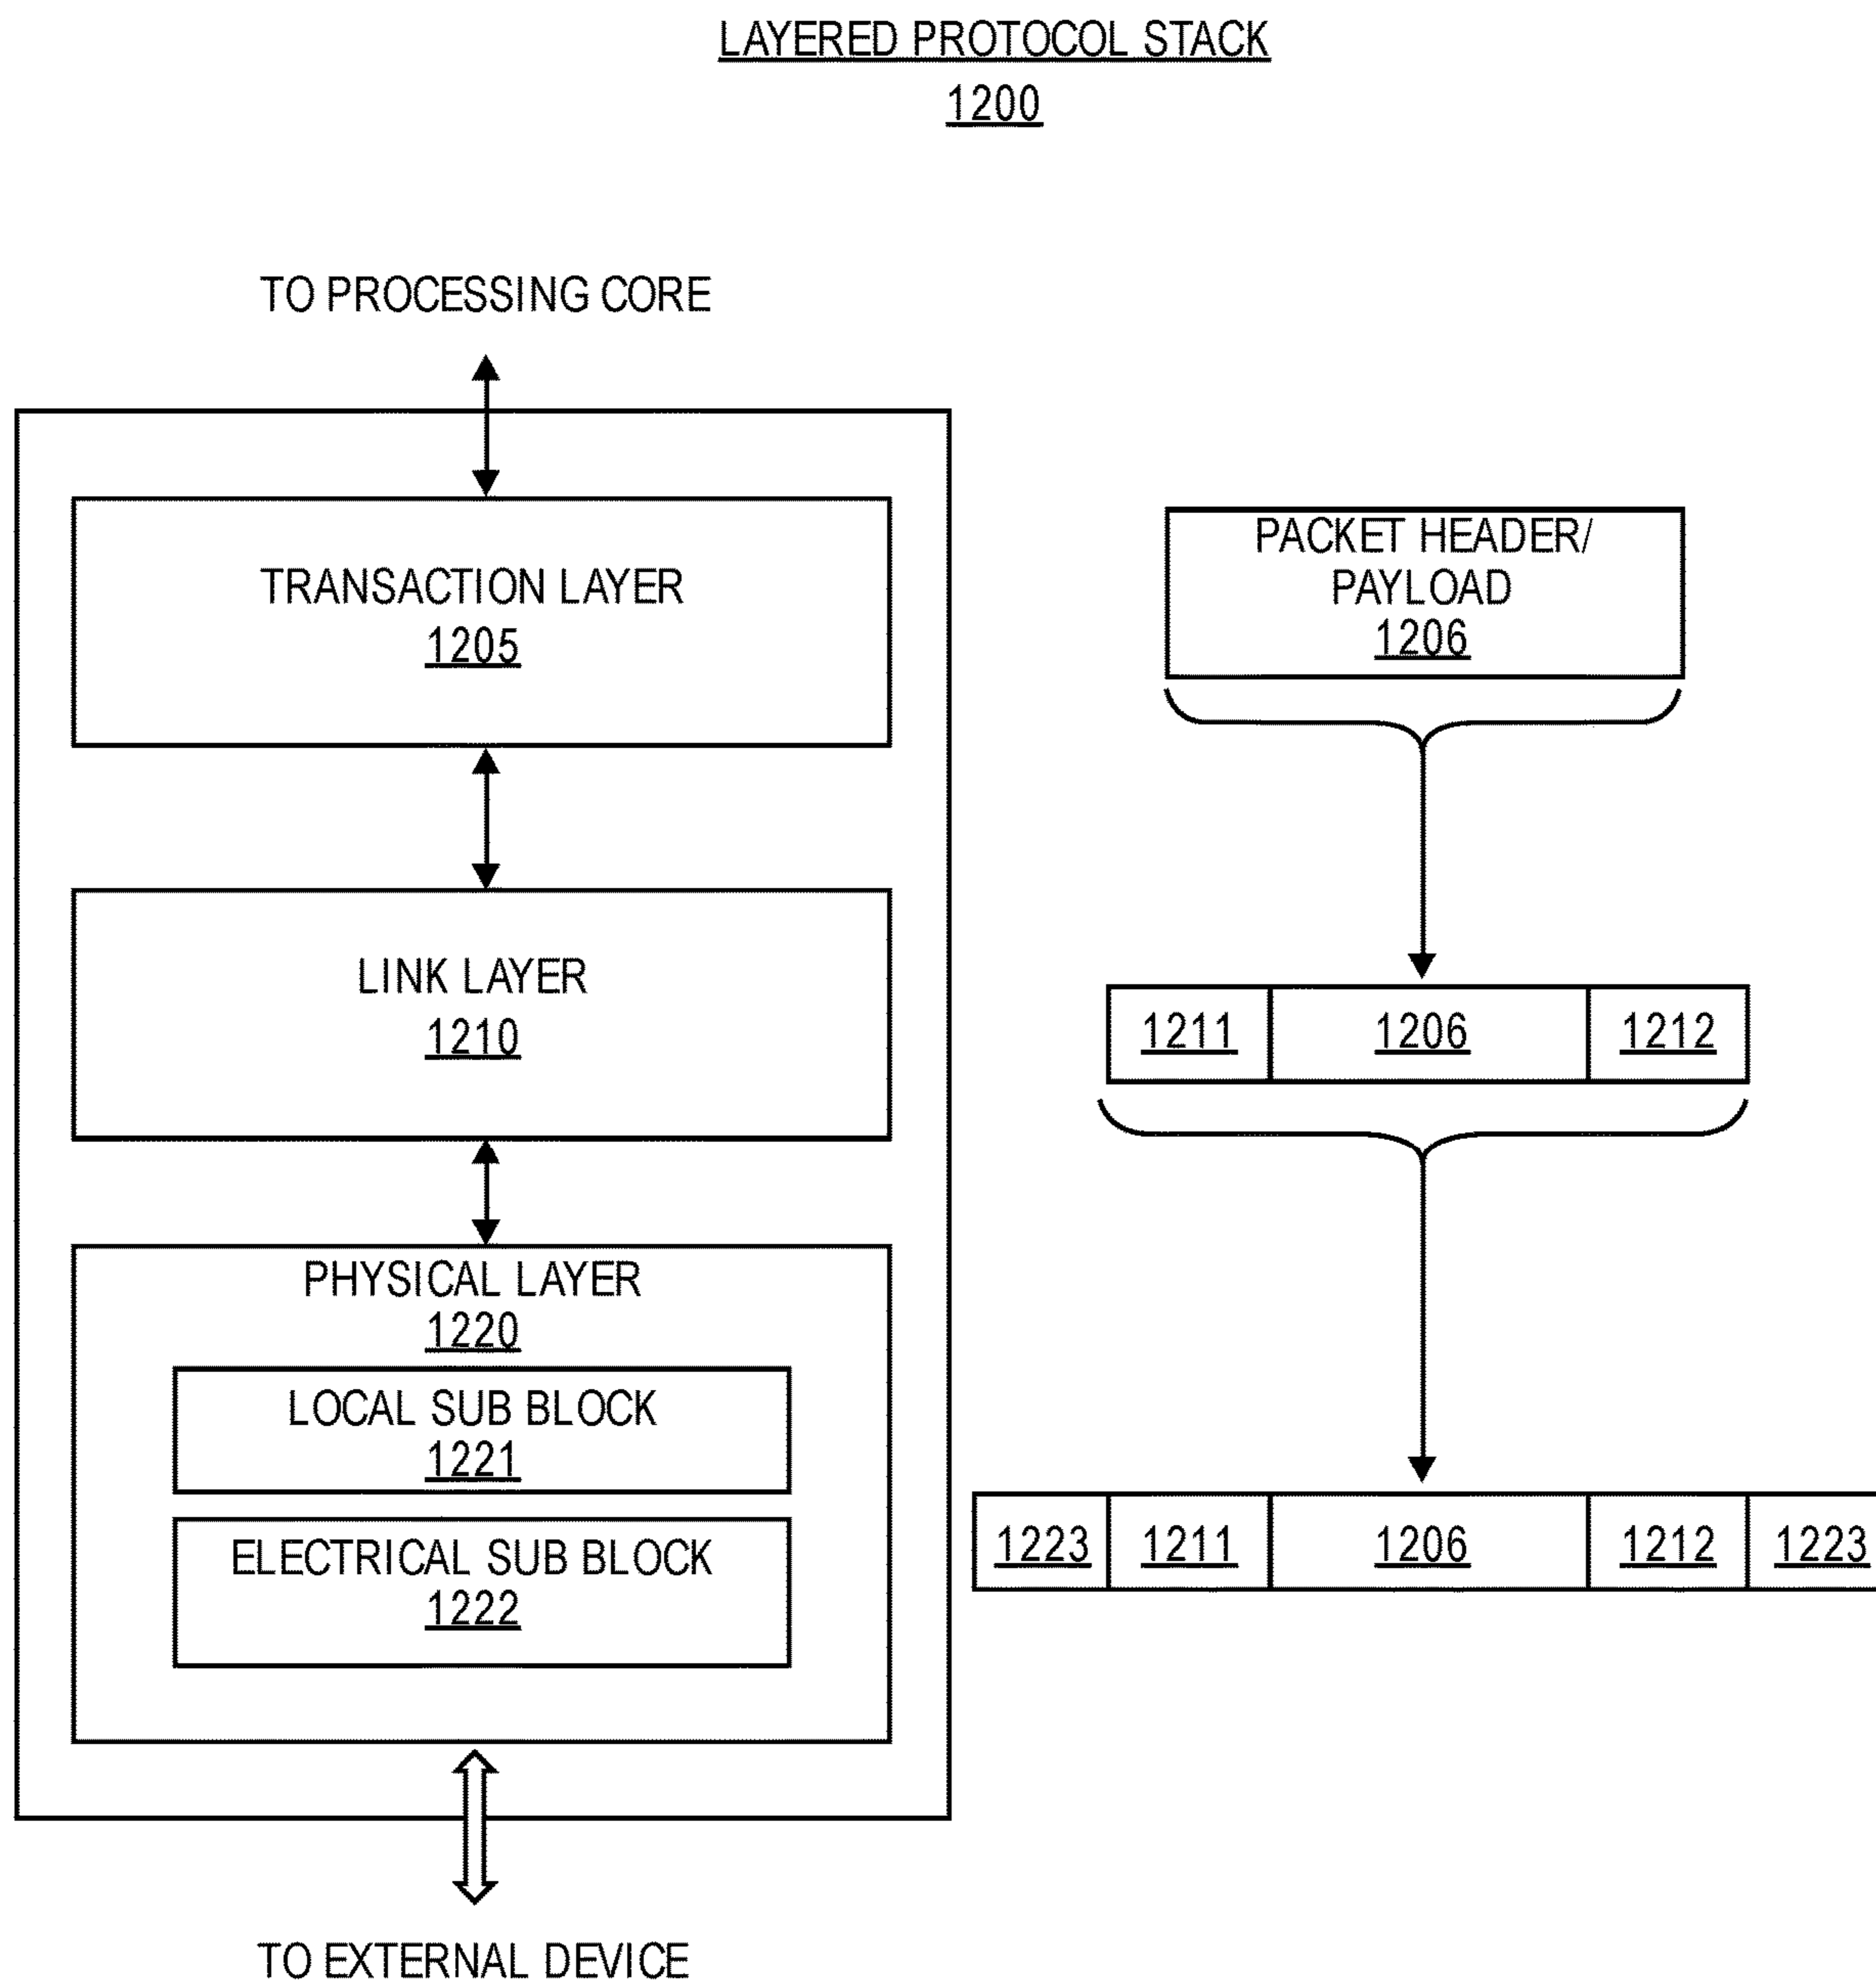 LAYERED PROTOCOL STACK
1200
TO PROCESSING CORE
TRANSACTION LAYER
1205
LINK LAYER
1210
PHYSICAL LAYER
1220
LOCAL SUB BLOCK
1221
ELECTRICAL SUB BLOCK
1222
TO EXTERNAL DEVICE
PACKET HEADER/
PAYLOAD
1206
1211 1206 1212
1223 1211 1206 1212 1223